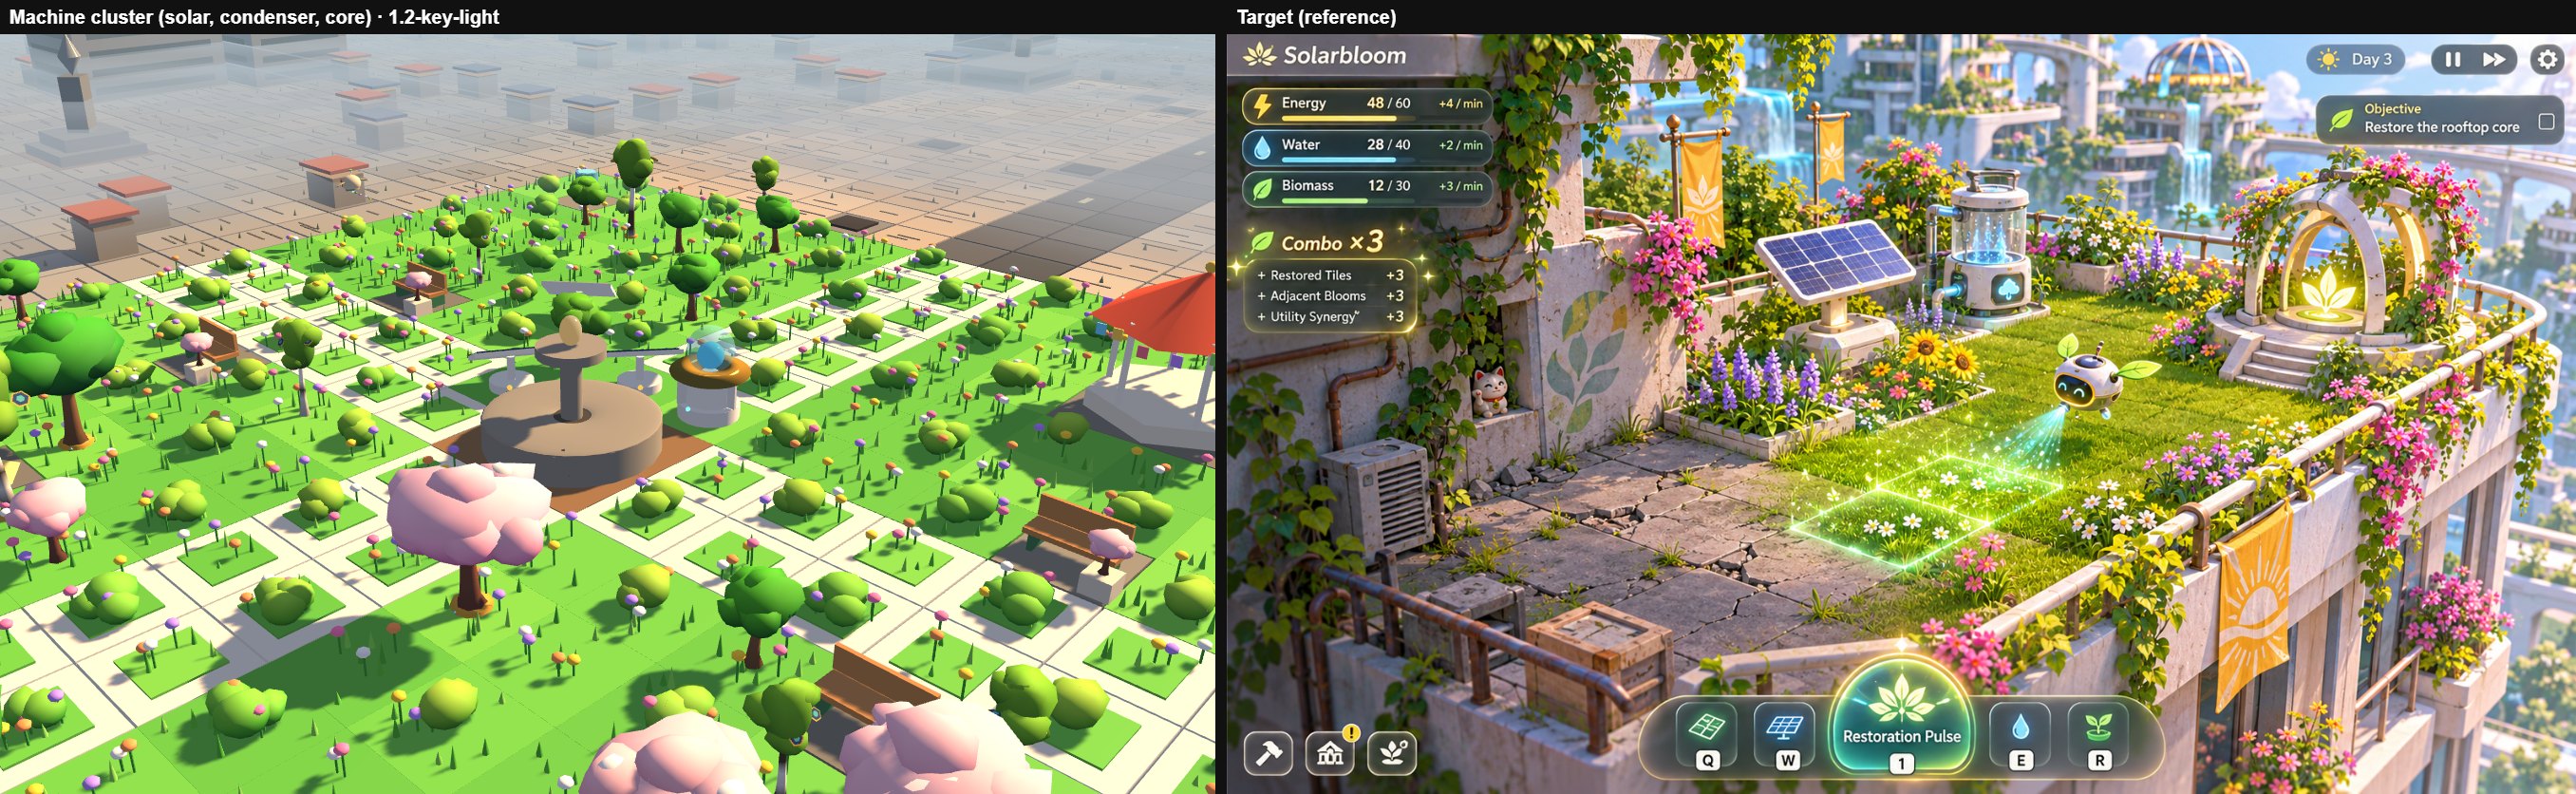 Machine cluster (solar, condenser, core) · 1.2-key-light
Target (reference)
Solarbloom
Day 3
Energy 48 / 60 +4 / min
Water 28 / 40 +2 / min
Biomass 12 / 30 +3 / min
Objective
Restore the rooftop core
Combo ×3
+ Restored Tiles +3
+ Adjacent Blooms +3
+ Utility Synergy +3
!
Restoration Pulse
Q
W
1
E
R